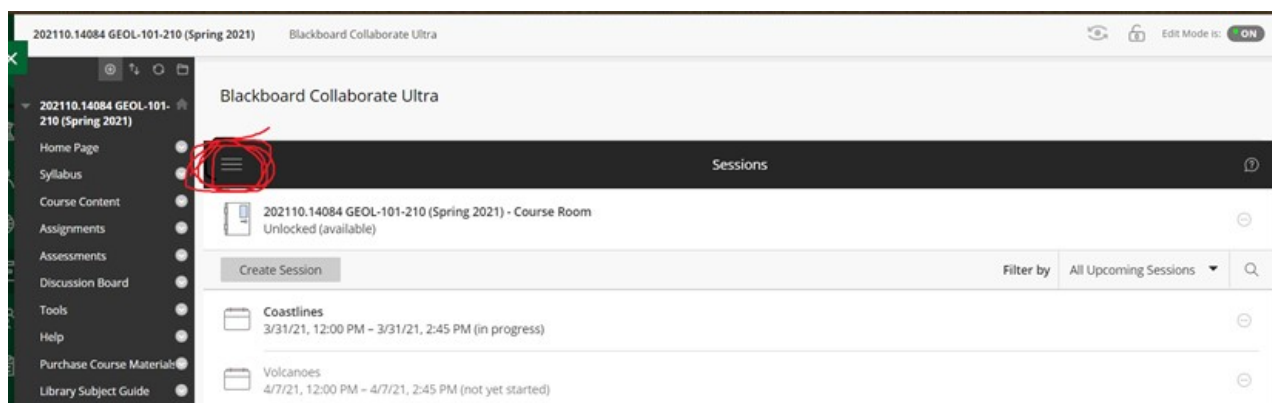 202110.14084 GEOL-101-210 (Spring 2021) Blackboard Collaborate Ultra Edit Mode is: ON
202110.14084 GEOL-101-
210 (Spring 2021)
Home Page
Syllabus
Course Content
Assignments
Assessments
Discussion Board
Tools
Help
Purchase Course Materials
Library Subject Guide
Blackboard Collaborate Ultra
Sessions
202110.14084 GEOL-101-210 (Spring 2021) - Course Room
Unlocked (available)
Create Session Filter by All Upcoming Sessions
Coastlines
3/31/21, 12:00 PM – 3/31/21, 2:45 PM (in progress)
Volcanoes
4/7/21, 12:00 PM – 4/7/21, 2:45 PM (not yet started)